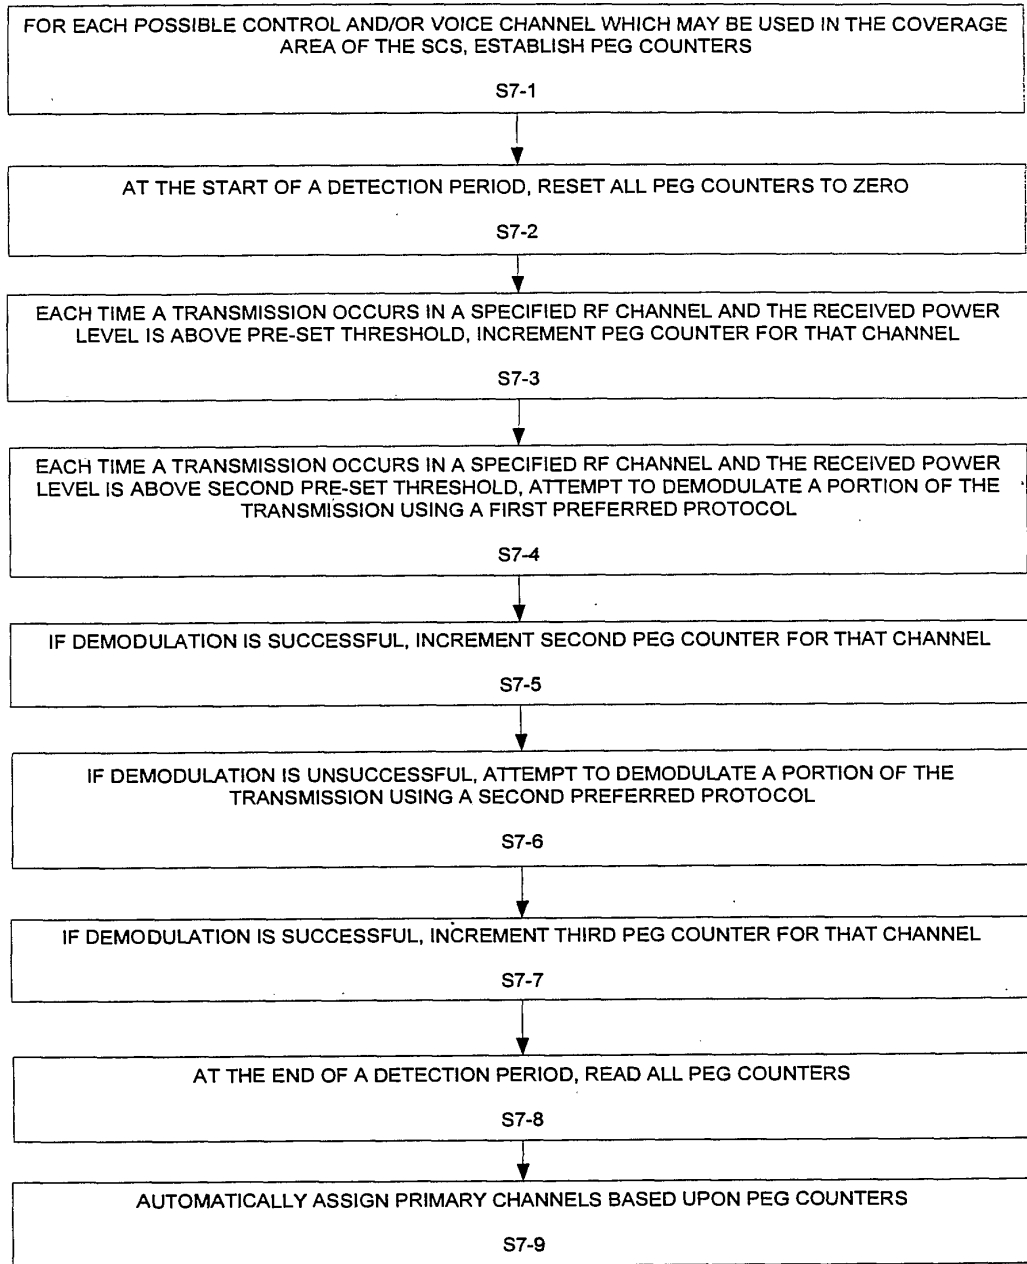 FOR EACH POSSIBLE CONTROL AND/OR VOICE CHANNEL WHICH MAY BE USED IN THE COVERAGE
AREA OF THE SCS, ESTABLISH PEG COUNTERS
S7-1
AT THE START OF A DETECTION PERIOD, RESET ALL PEG COUNTERS TO ZERO
S7-2
EACH TIME A TRANSMISSION OCCURS IN A SPECIFIED RF CHANNEL AND THE RECEIVED POWER
LEVEL IS ABOVE PRE-SET THRESHOLD, INCREMENT PEG COUNTER FOR THAT CHANNEL
S7-3
EACH TIME A TRANSMISSION OCCURS IN A SPECIFIED RF CHANNEL AND THE RECEIVED POWER
LEVEL IS ABOVE SECOND PRE-SET THRESHOLD, ATTEMPT TO DEMODULATE A PORTION OF THE
TRANSMISSION USING A FIRST PREFERRED PROTOCOL
S7-4
IF DEMODULATION IS SUCCESSFUL, INCREMENT SECOND PEG COUNTER FOR THAT CHANNEL
S7-5
IF DEMODULATION IS UNSUCCESSFUL, ATTEMPT TO DEMODULATE A PORTION OF THE
TRANSMISSION USING A SECOND PREFERRED PROTOCOL
S7-6
IF DEMODULATION IS SUCCESSFUL, INCREMENT THIRD PEG COUNTER FOR THAT CHANNEL
S7-7
AT THE END OF A DETECTION PERIOD, READ ALL PEG COUNTERS
S7-8
AUTOMATICALLY ASSIGN PRIMARY CHANNELS BASED UPON PEG COUNTERS
S7-9